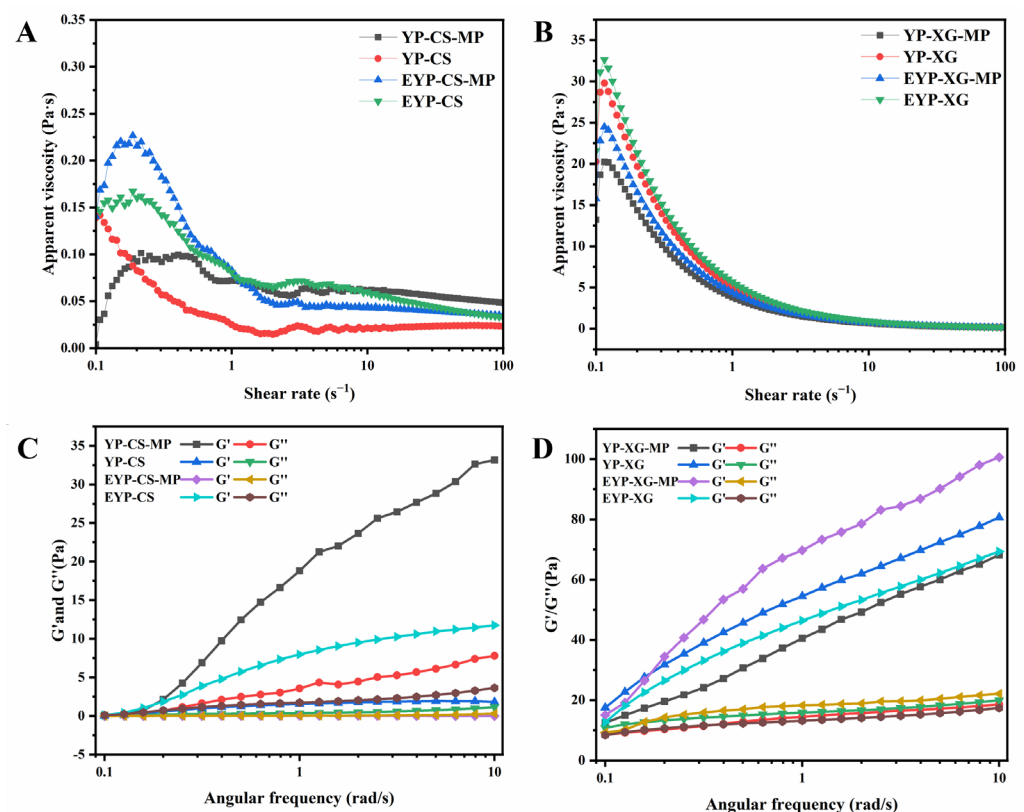 A
YP-CS-MP
YP-CS
EYP-CS-MP
EYP-CS
0.35
0.30
0.25
0.20
0.15
0.10
0.05
0.00
Apparent viscosity (Pa·s)
0.1 1 10 100
Shear rate (s⁻¹)
B
YP-XG-MP
YP-XG
EYP-XG-MP
EYP-XG
35
30
25
20
15
10
5
0
Apparent viscosity (Pa·s)
0.1 1 10 100
Shear rate (s⁻¹)
C
YP-CS-MP G' G''
YP-CS G' G''
EYP-CS-MP G' G''
EYP-CS G' G''
35
30
25
20
15
10
5
0
-5
G'and G''(Pa)
0.1 1 10
Angular frequency (rad/s)
D
YP-XG-MP G' G''
YP-XG G' G''
EYP-XG-MP G' G''
EYP-XG G' G''
100
80
60
40
20
0
G'/G''(Pa)
0.1 1 10
Angular frequency (rad/s)